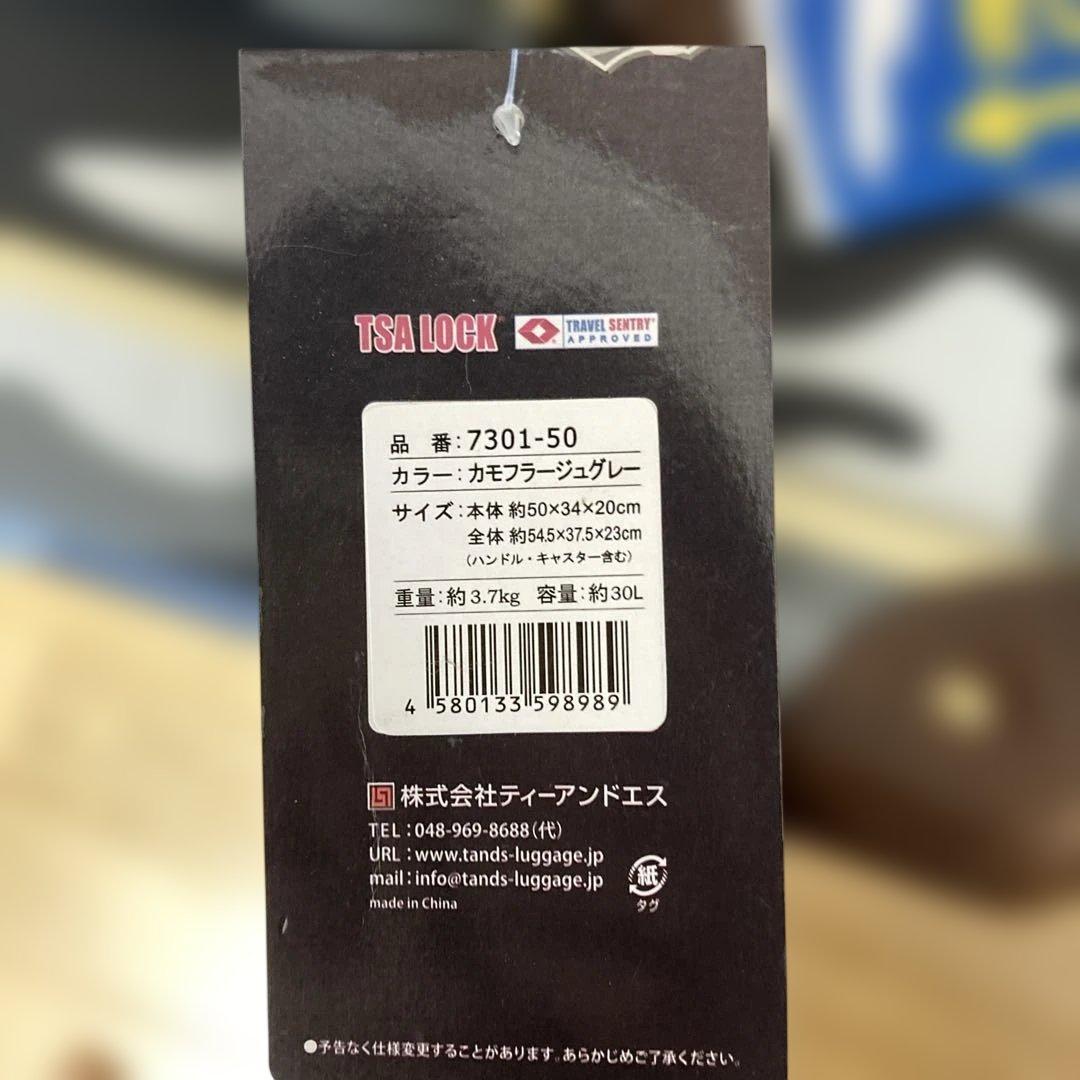 TSA LOCK TRAVEL SENTRY® APPROVED
品 番:7301-50
カラー:カモフラージュグレー
サイズ:本体 約50×34×20cm
全体 約54.5×37.5×23cm
(ハンドル・キャスター含む)
重量:約3.7kg 容量:約30L
4 580133 598989
株式会社ティーアンドエス
TEL:048-969-8688(代)
URL:www.tands-luggage.jp
mail:info@tands-luggage.jp
紙
タグ
made in China
●予告なく仕様変更することがあります。あらかじめご了承ください。